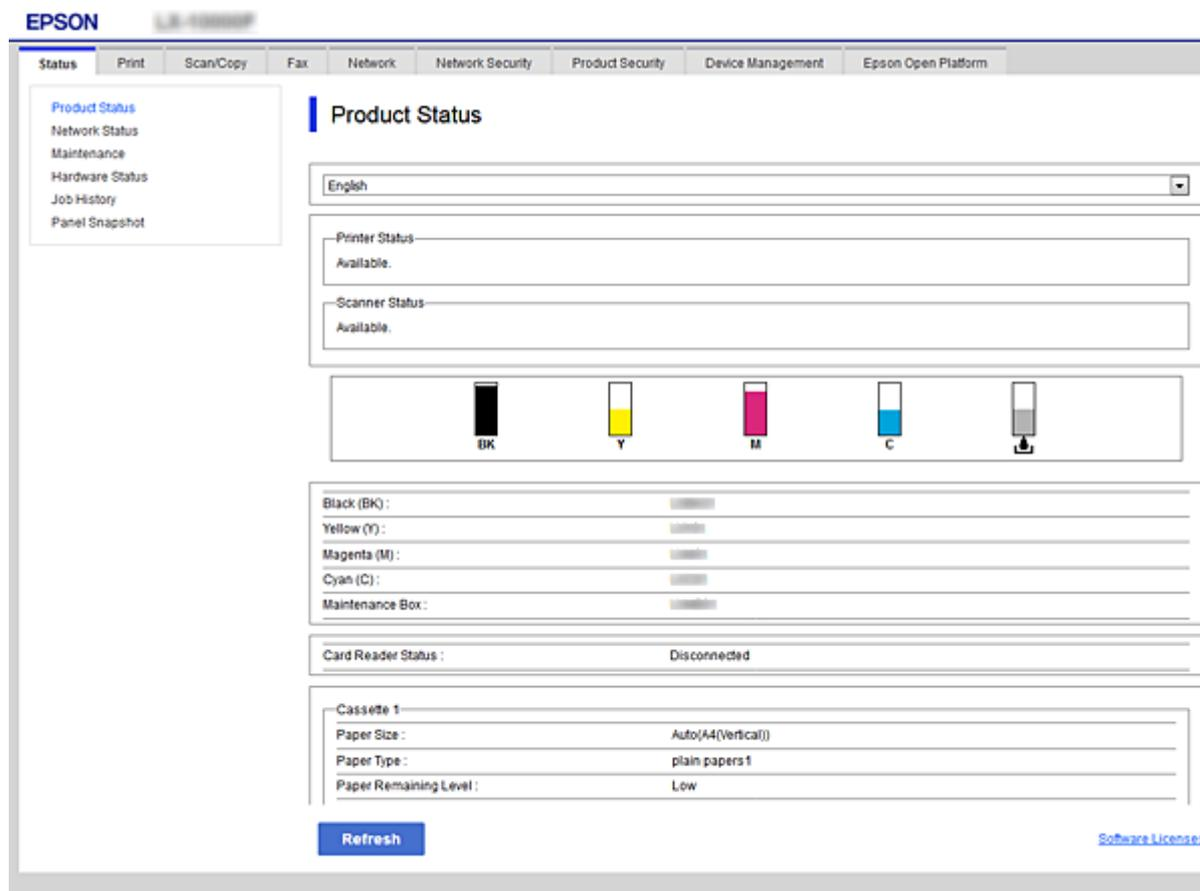 EPSON
Status Print Scan/Copy Fax Network Network Security Product Security Device Management Epson Open Platform
Product Status
Network Status
Maintenance
Hardware Status
Job History
Panel Snapshot
Product Status
English
Printer Status
Available.
Scanner Status
Available.
BK Y M C
Black (BK) :
Yellow (Y) :
Magenta (M) :
Cyan (C) :
Maintenance Box :
Card Reader Status : Disconnected
Cassette 1
Paper Size : Auto(A4(Vertical))
Paper Type : plain papers1
Paper Remaining Level : Low
Refresh
Software License